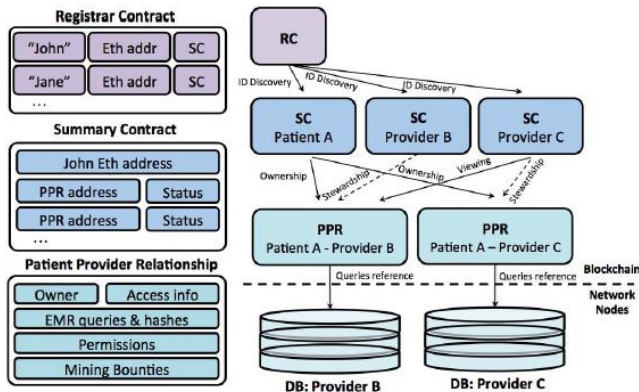 Registrar Contract
"John" Eth addr SC
"Jane" Eth addr SC
...
Summary Contract
John Eth address
PPR address Status
PPR address Status
...
Patient Provider Relationship
Owner Access info
EMR queries & hashes
Permissions
Mining Bounties
RC
ID Discovery
ID Discovery
ID Discovery
SC
Patient A
SC
Provider B
SC
Provider C
Ownership
Stewardship
Ownership
Viewing
Stewardship
PPR
Patient A - Provider B
PPR
Patient A – Provider C
Queries reference
Queries reference
Blockchain
Network
Nodes
DB: Provider B
DB: Provider C